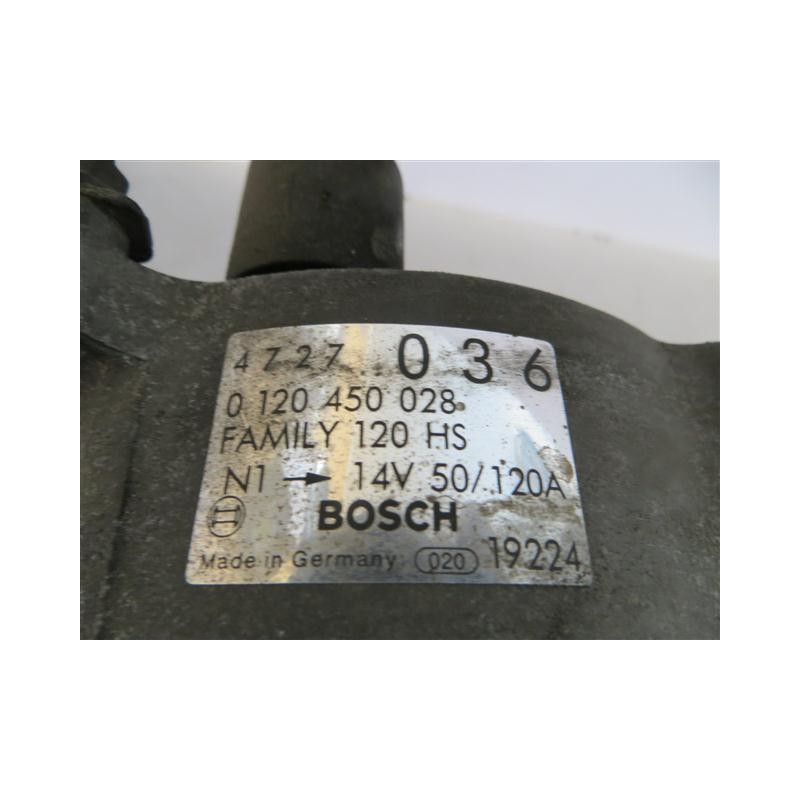 4727 036
0 120 450 028
FAMILY 120 HS
N1 → 14V 50/120A
BOSCH
Made in Germany 020 19224